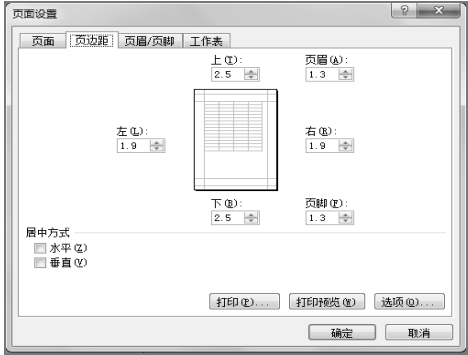 页面设置
页面 页边距 页眉/页脚 工作表
上(T): 页眉(A):
2.5 1.3
左(L): 右(R):
1.9 1.9
下(B): 页脚(F):
2.5 1.3
居中方式
水平(Z)
垂直(V)
打印(P)... 打印预览(W) 选项(O)...
确定 取消